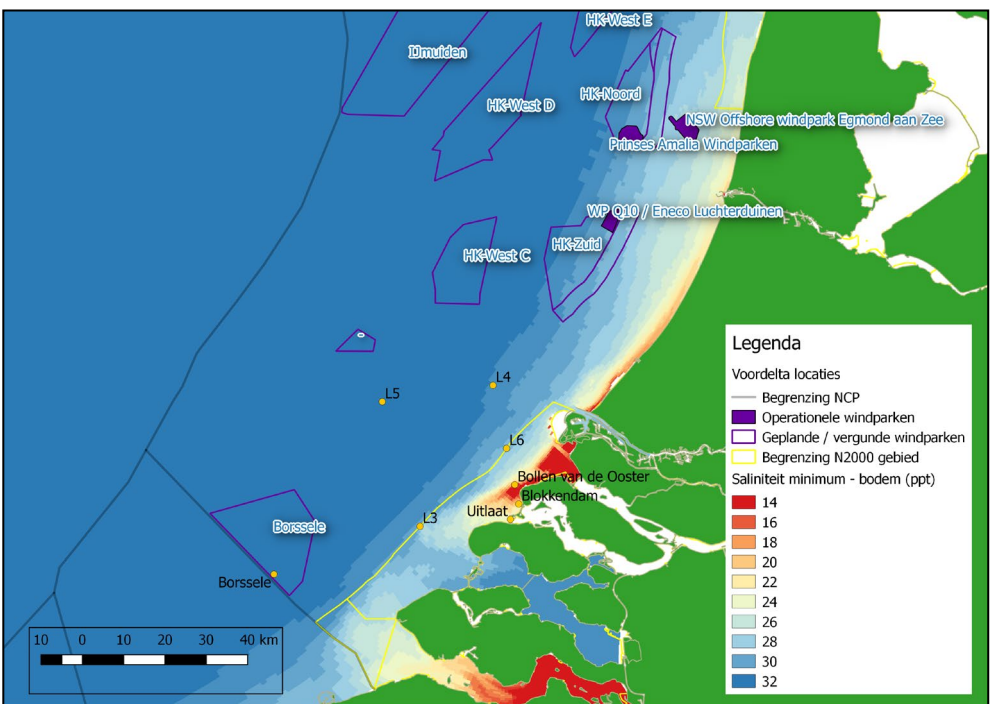 HK-West E
IJmuiden
HK-West D
HK-Noord
NSW Offshore windpark Egmond aan Zee
Prinses Amalia Windparken
WP Q10 / Eneco Luchterduinen
HK-Zuid
HK-West C
0
L4
L5
L6
Bollen van de Ooster
Blokkendam
Uitlaat
L3
Borssele
Borssele
10 0 10 20 30 40 km
Legenda
Voordelta locaties
Begrenzing NCP
Operationele windparken
Geplande / vergunde windparken
Begrenzing N2000 gebied
Saliniteit minimum - bodem (ppt)
14
16
18
20
22
24
26
28
30
32